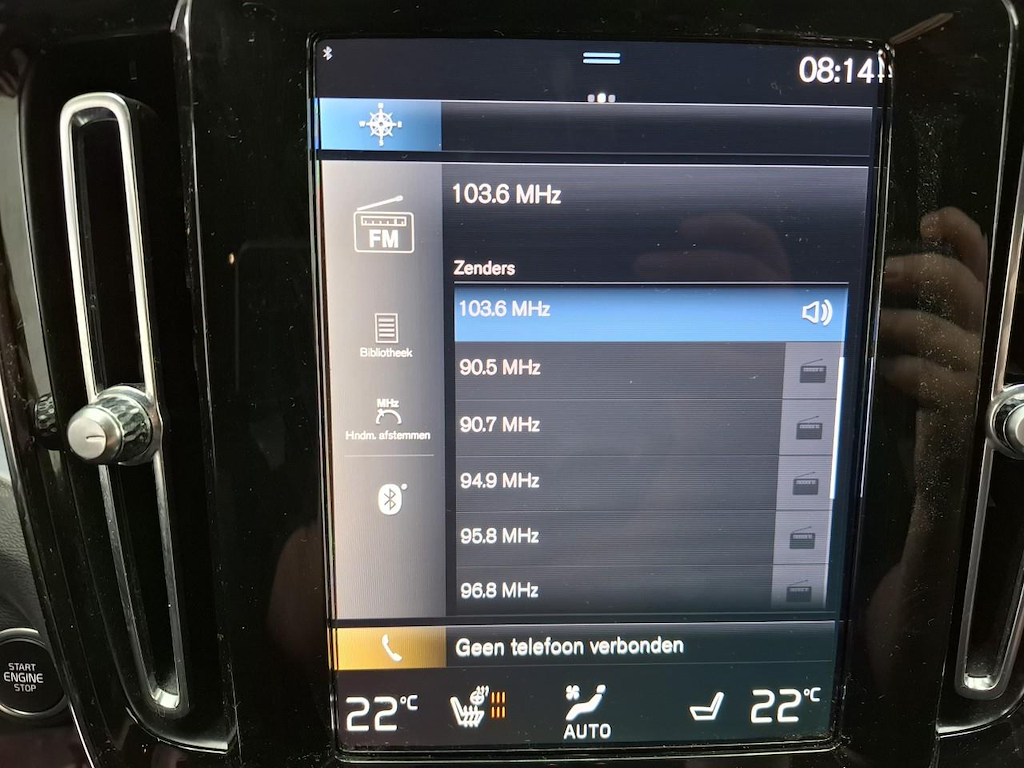 08:14
103.6 MHz
FM
Zenders
103.6 MHz
90.5 MHz
Bibliotheek
90.7 MHz
MHz
Hndm. afstemmen
94.9 MHz
95.8 MHz
96.8 MHz
Geen telefoon verbonden
START
ENGINE
STOP
22°C
AUTO
22°C